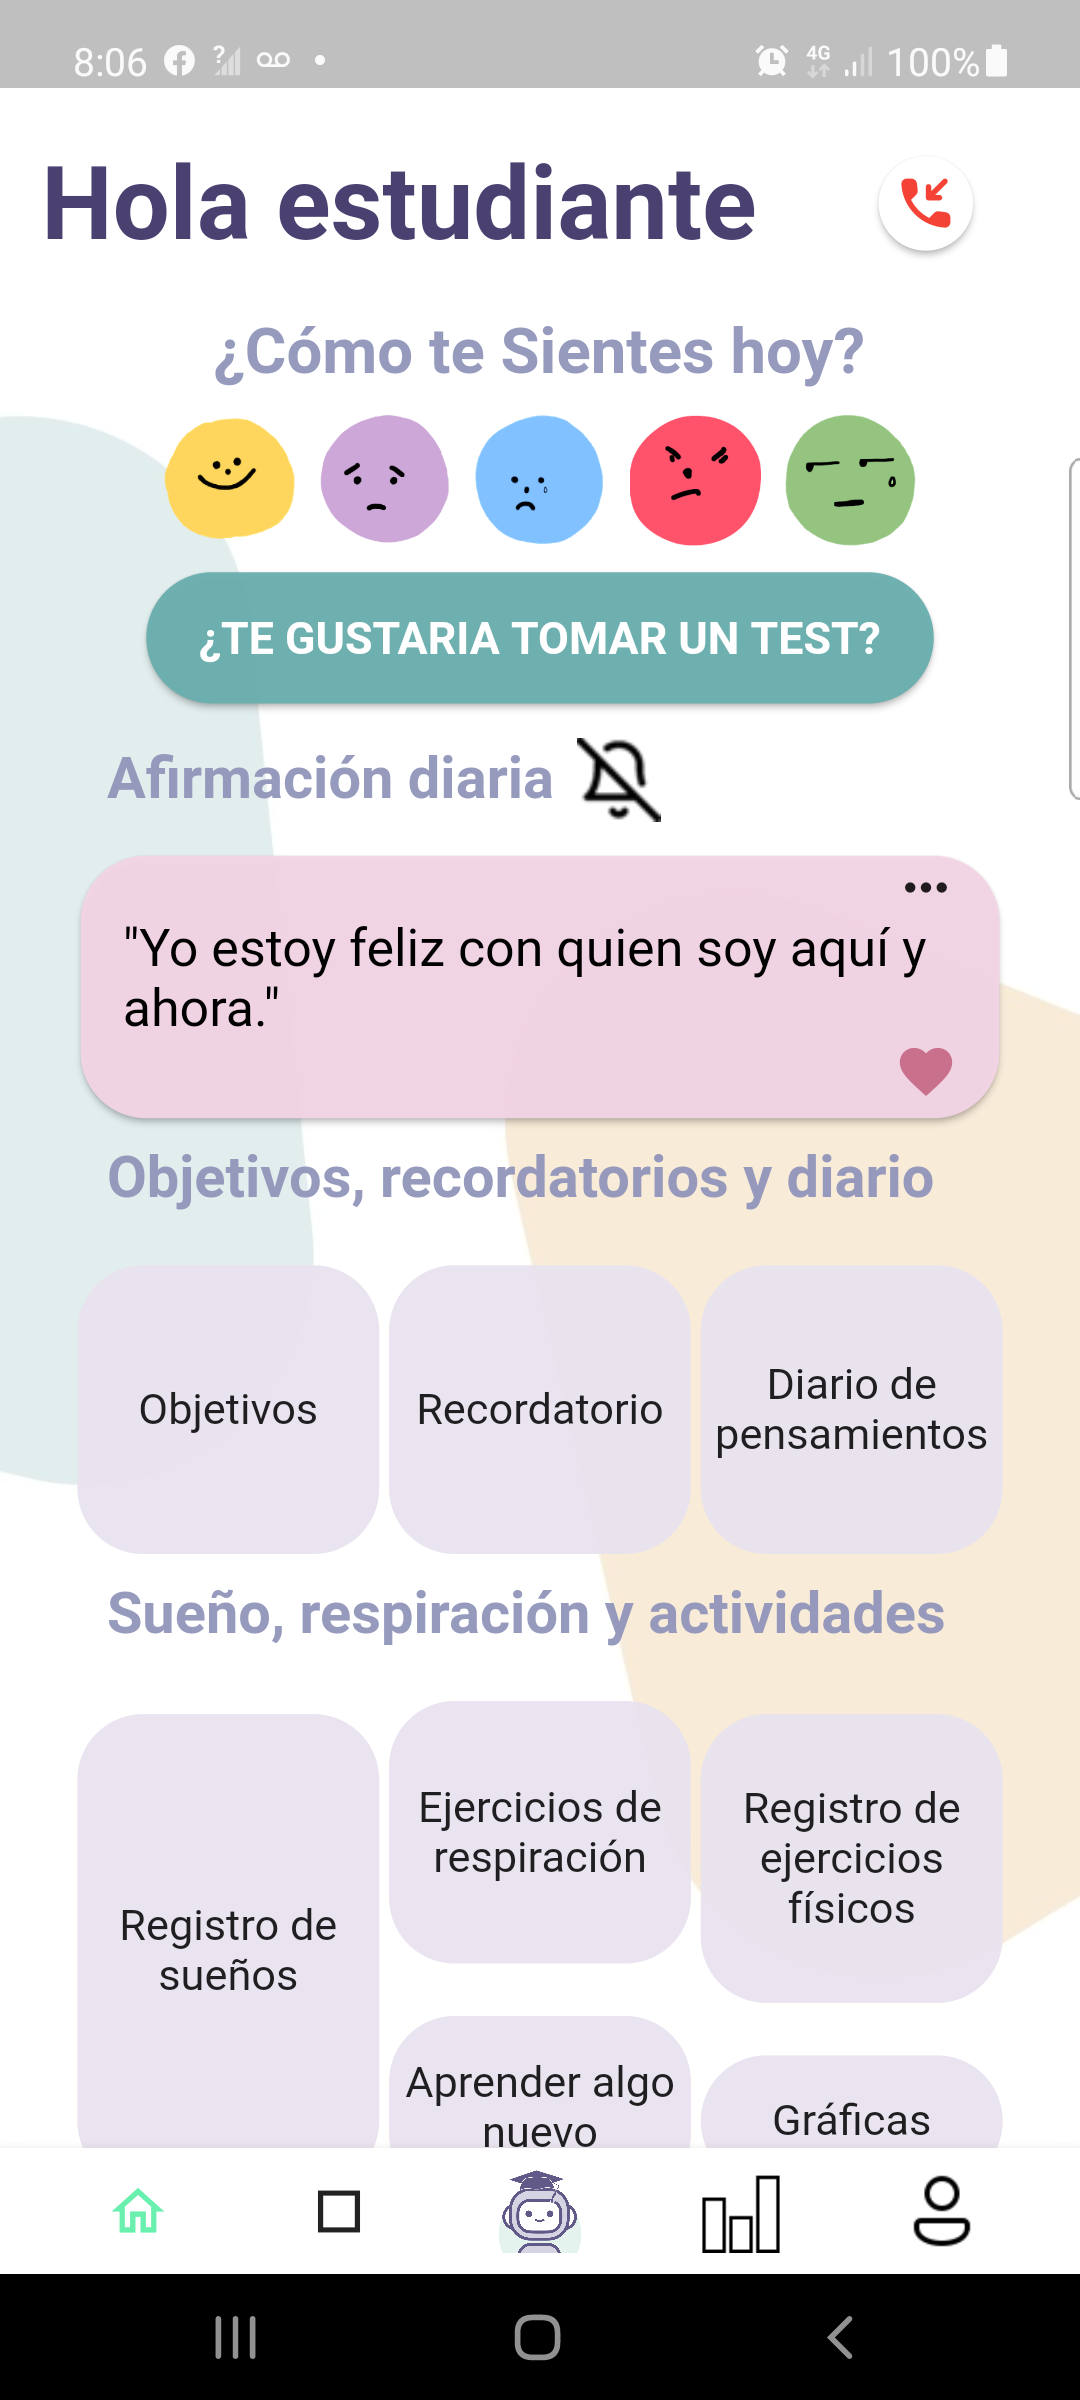 8:06
4G
100%
Hola estudiante
¿Cómo te Sientes hoy?
¿TE GUSTARIA TOMAR UN TEST?
Afirmación diaria
"Yo estoy feliz con quien soy aquí y
ahora."
Objetivos, recordatorios y diario
Objetivos
Recordatorio
Diario de
pensamientos
Sueño, respiración y actividades
Registro de
sueños
Ejercicios de
respiración
Registro de
ejercicios
físicos
Aprender algo
nuevo
Gráficas